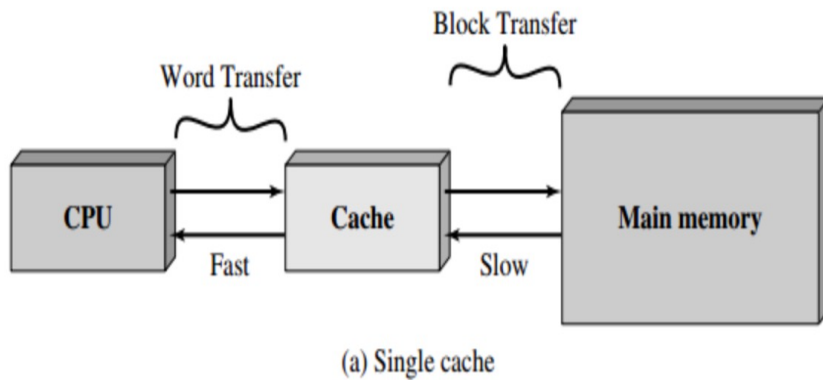 Block Transfer
Word Transfer
CPU
Cache
Main memory
Fast
Slow
(a) Single cache